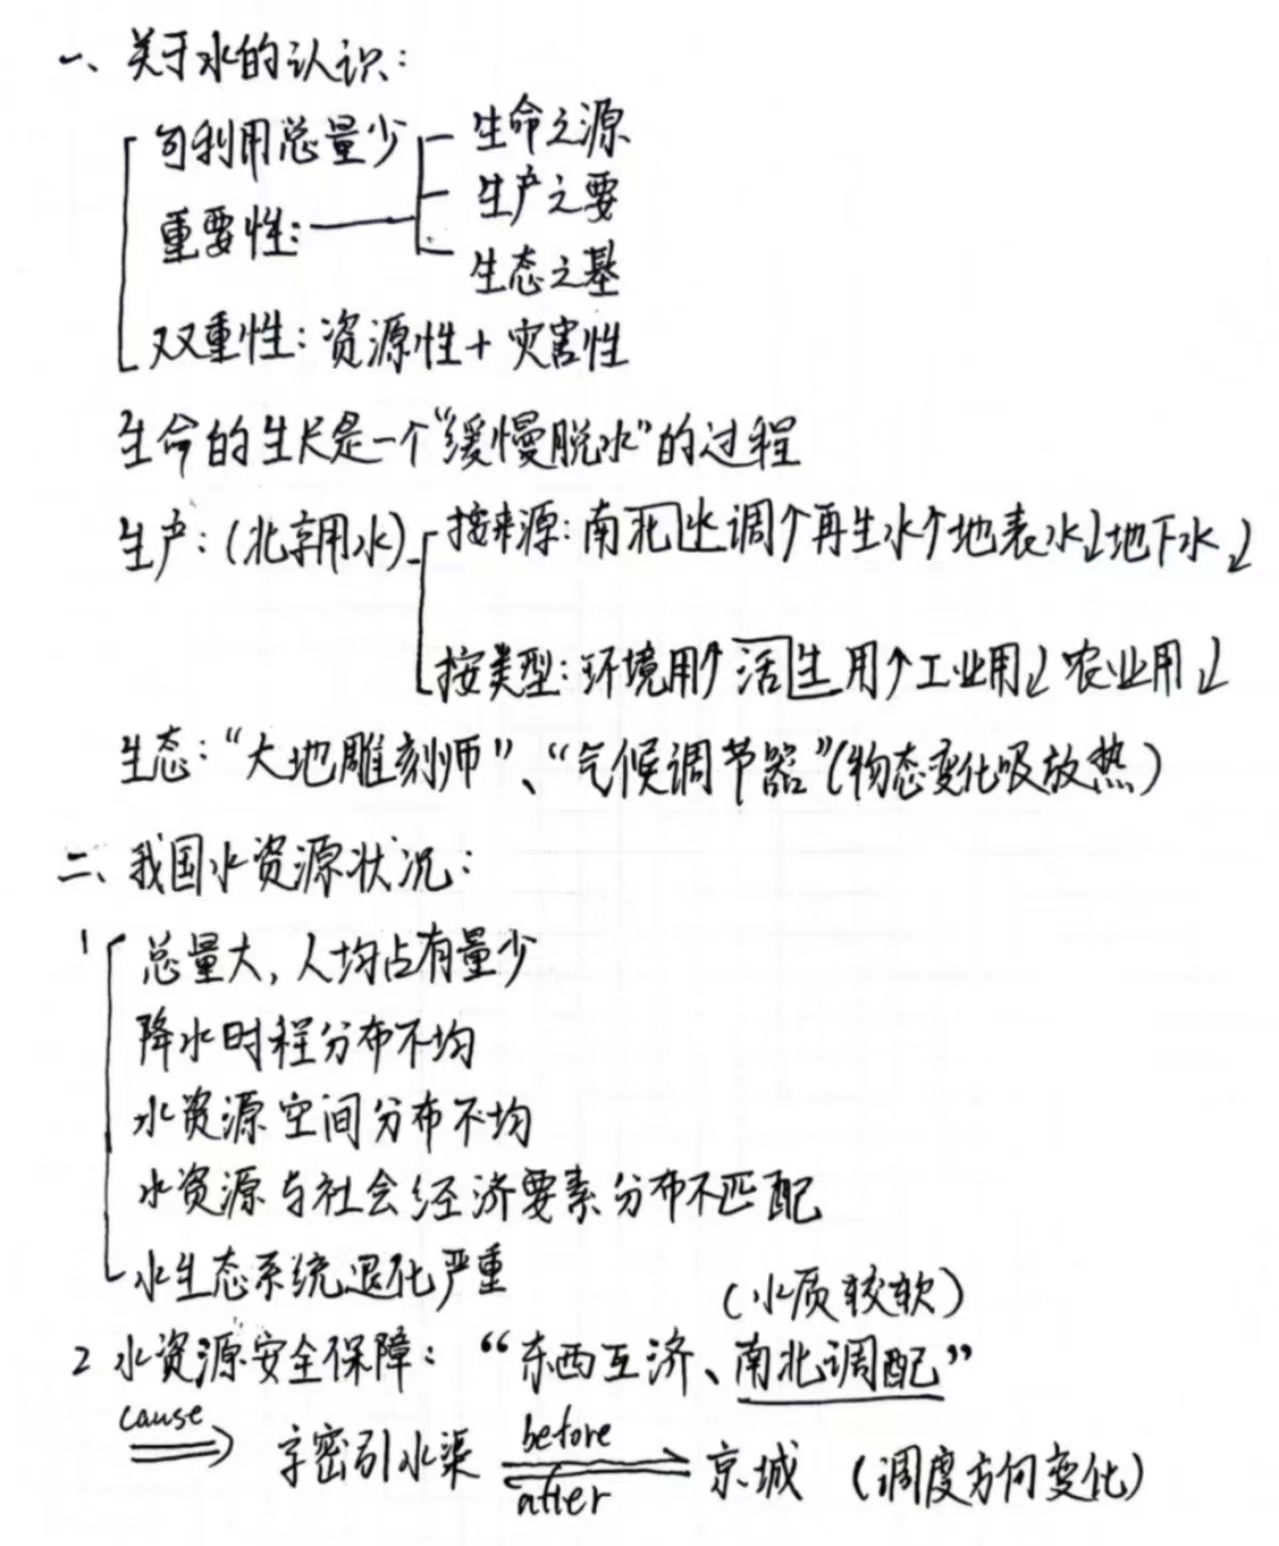 一、关于水的认识：
可利用总量少
重要性：
生命之源
生产之要
生态之基
双重性：资源性+灾害性
生命的生长是一个“缓慢脱水”的过程
生产：(北京用水)
按来源：南北水调↑再生水↑地表水↓地下水↓
按类型：环境用↑活生用↑工业用↓农业用↓
生态：“大地雕刻师”、“气候调节器”(物态变化吸放热)
二、我国水资源状况：
1 总量大，人均占有量少
降水时程分布不均
水资源空间分布不均
水资源与社会经济要素分布不匹配
水生态系统退化严重
(水质较软)
2 水资源安全保障：“东西互济、南北调配”
cause ⇒ 京密引水渠 before after 京城 (调度方向变化)